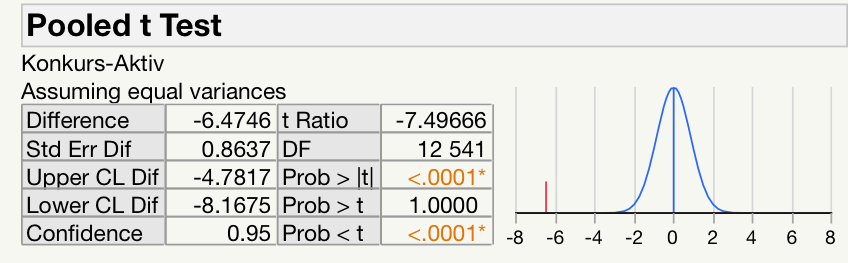 Pooled t Test
Konkurs-Aktiv
Assuming equal variances
Difference -6.4746 t Ratio -7.49666
Std Err Dif 0.8637 DF 12 541
Upper CL Dif -4.7817 Prob > |t| <.0001*
Lower CL Dif -8.1675 Prob > t 1.0000
Confidence 0.95 Prob < t <.0001*
-8 -6 -4 -2 0 2 4 6 8